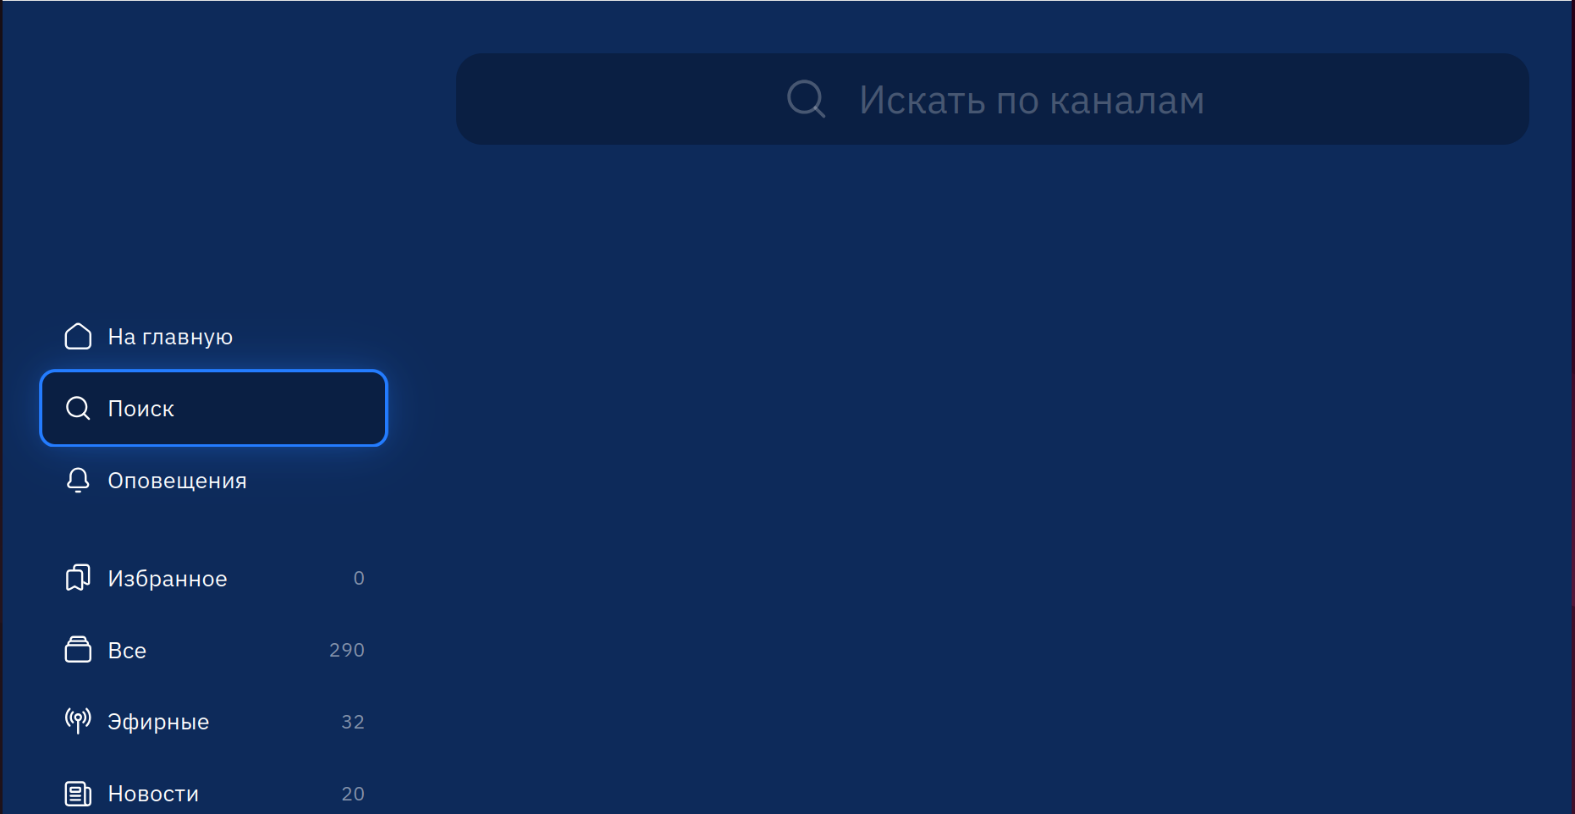 Искать по каналам
На главную
Поиск
Оповещения
Избранное 0
Все 290
Эфирные 32
Новости 20